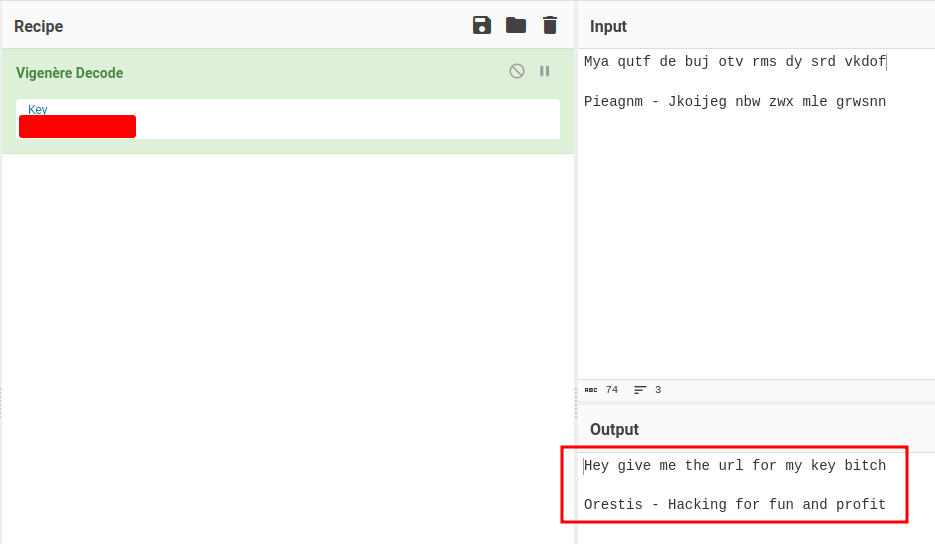 Recipe
Vigenère Decode
Key
Input
Mya qutf de buj otv rms dy srd vkdof
Pieagnm - Jkoijeg nbw zwx mle grwsnn
ABC 74 3
Output
Hey give me the url for my key bitch
Orestis - Hacking for fun and profit